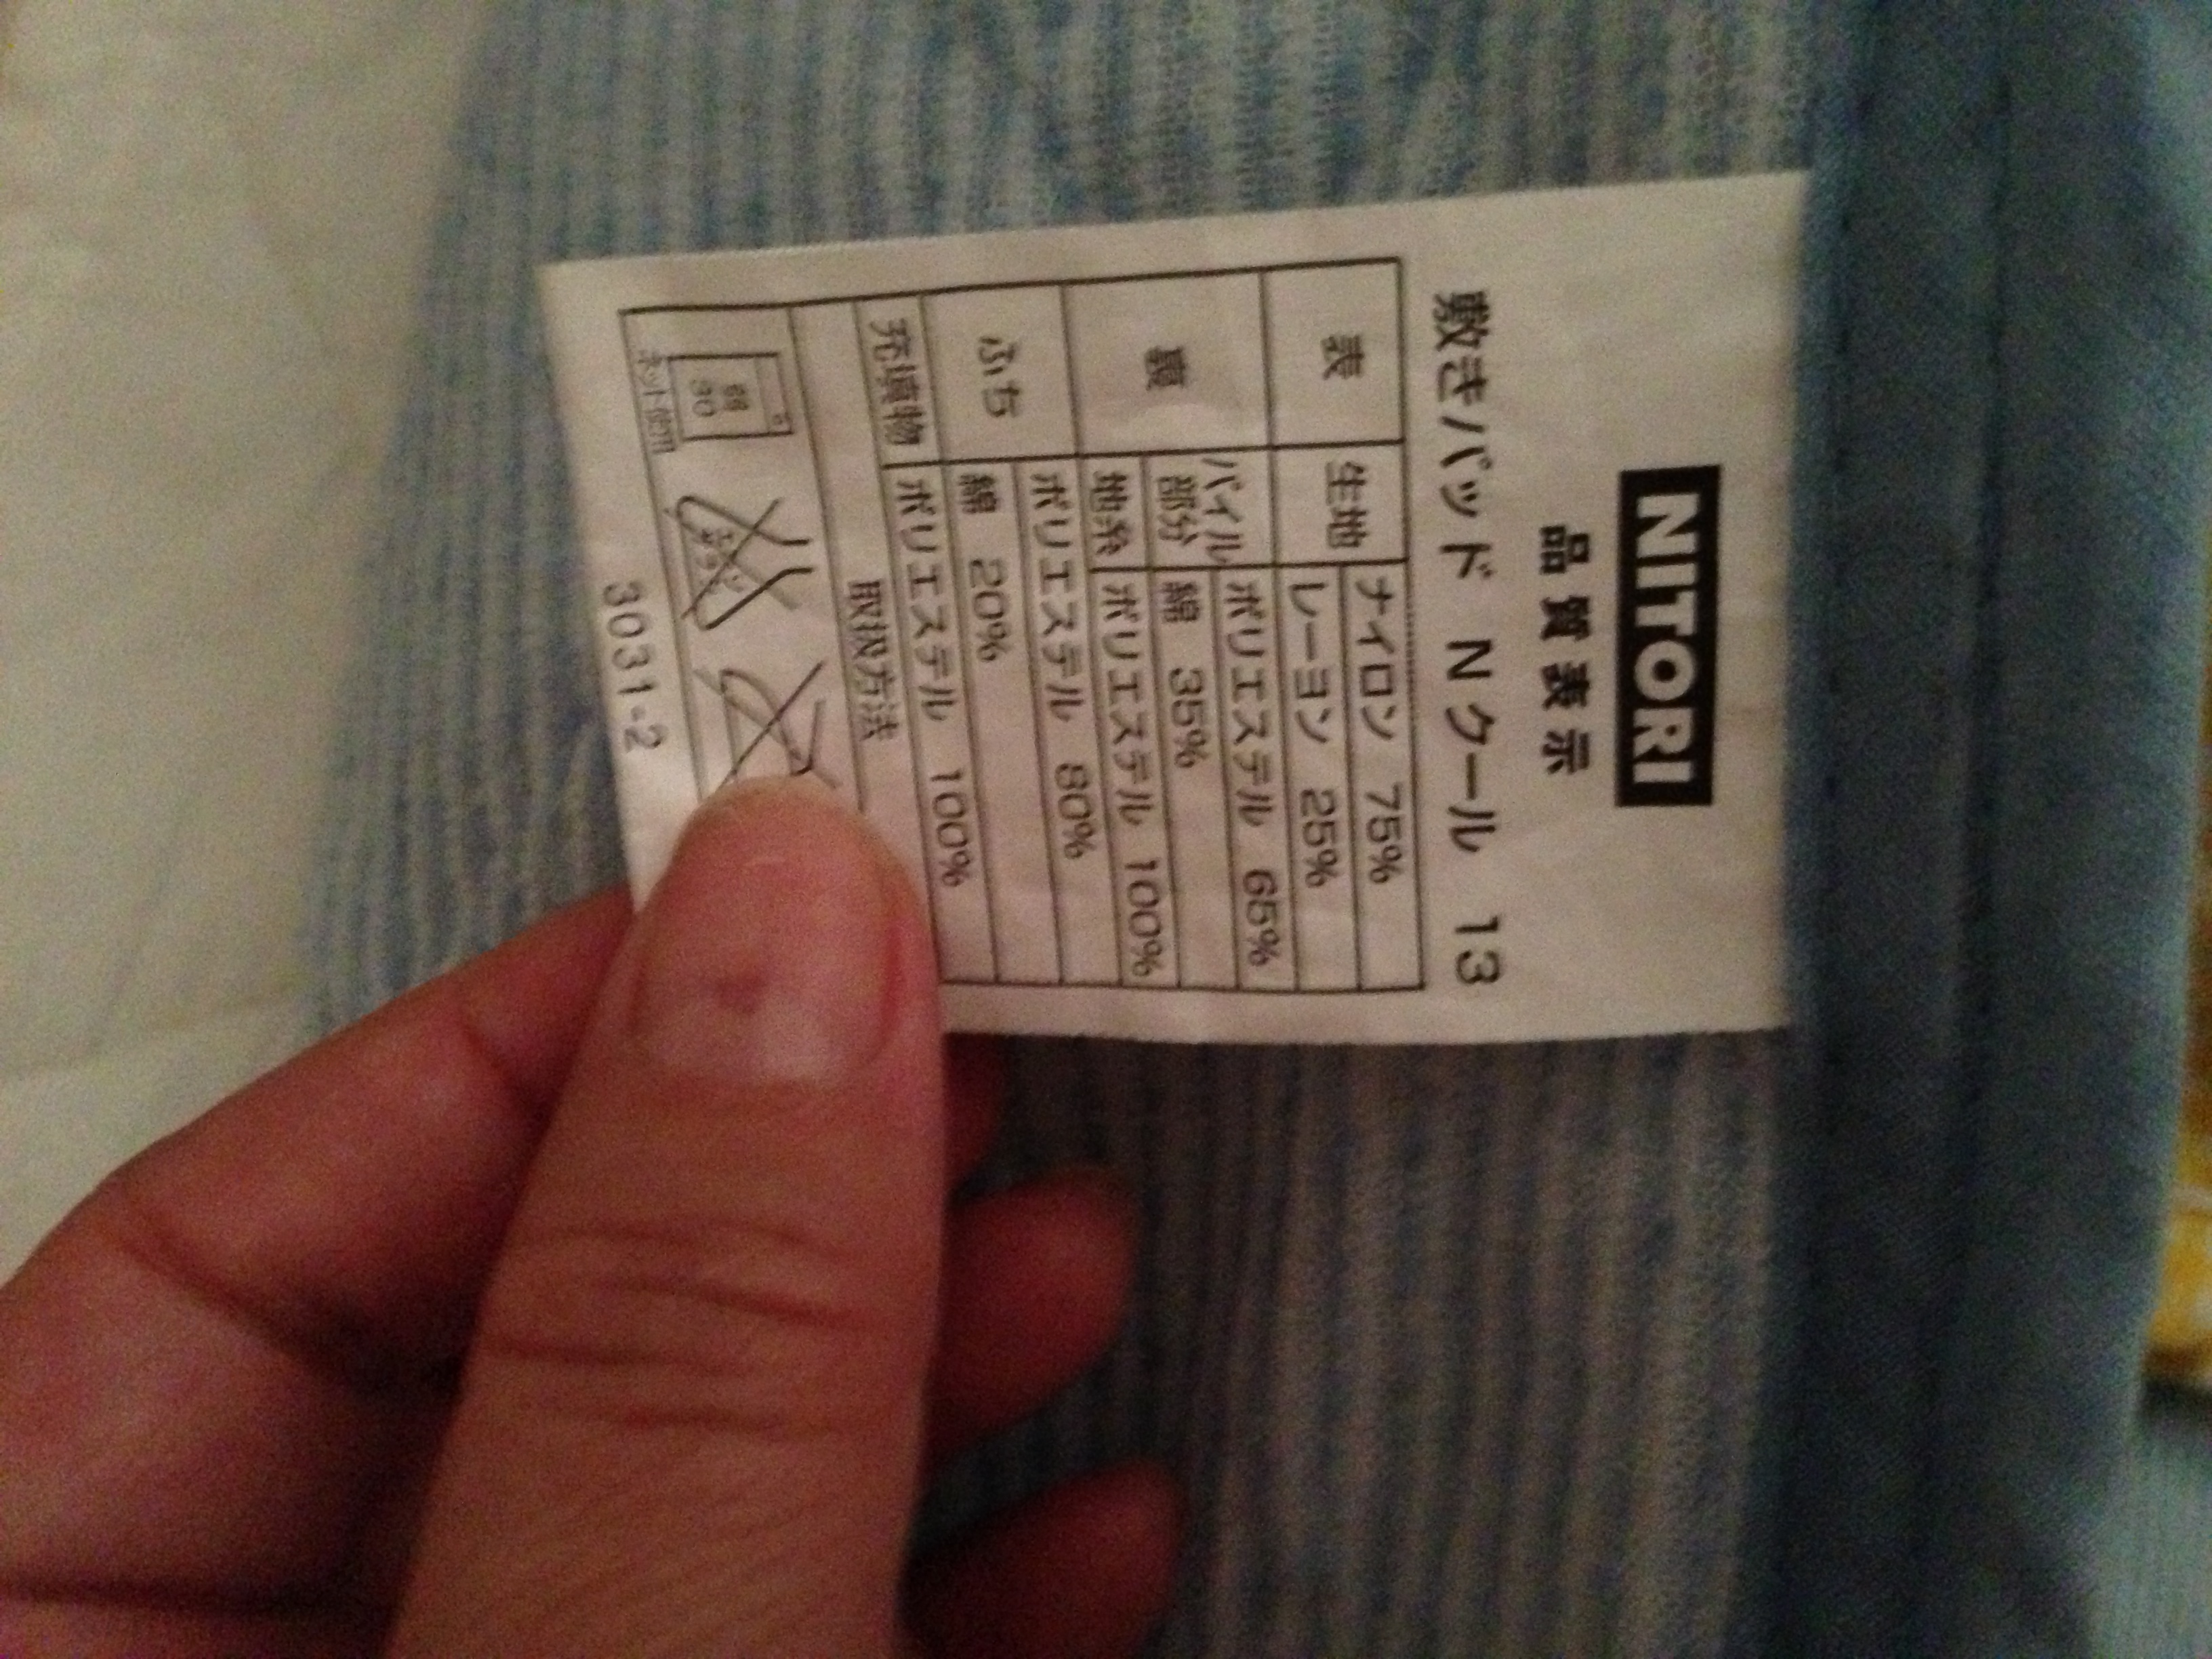 NITORI
品質表示
敷きパッド Nクール 13
表 生地 ナイロン 75%
レーヨン 25%
裏 パイル部分 ポリエステル 65%
綿 35%
地糸 ポリエステル 100%
ふち ポリエステル 80%
綿 20%
充填物 ポリエステル 100%
取扱方法
30
ネット使用
3031-2